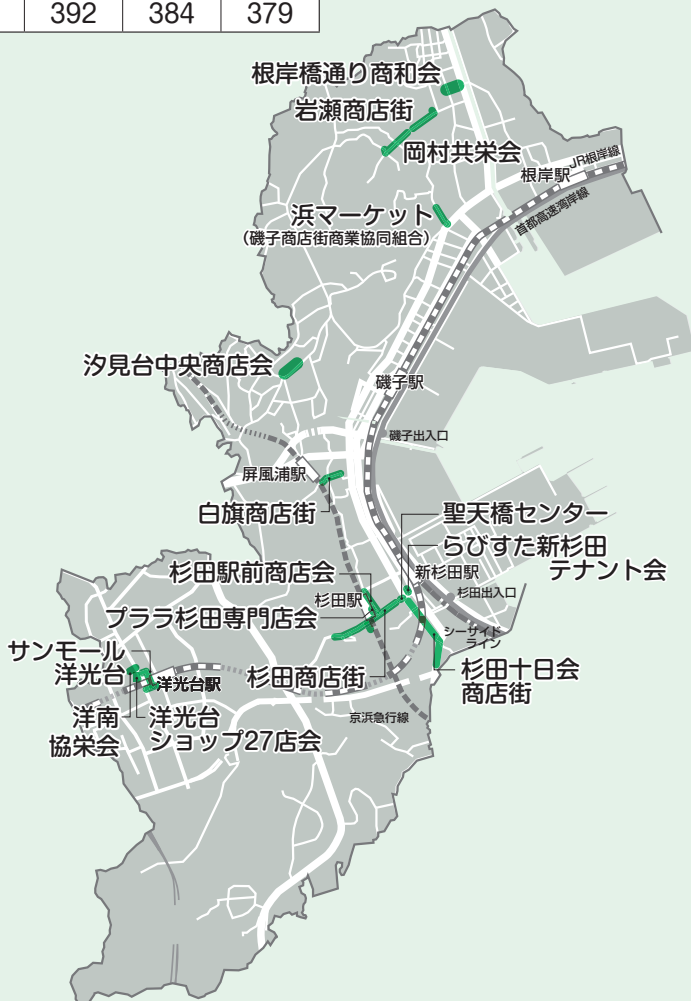 392 384 379
根岸橋通り商和会
岩瀬商店街
岡村共栄会
JR根岸線
根岸駅
首都高速湾岸線
浜マーケット
(磯子商店街商業協同組合)
汐見台中央商店会
磯子駅
磯子出入口
屏風浦駅
白旗商店街
聖天橋センター
らびすた新杉田
テナント会
杉田駅前商店会
新杉田駅
杉田駅
杉田出入口
プララ杉田専門店会
シーサイド
ライン
サンモール
洋光台
洋光台駅
杉田商店街
杉田十日会
商店街
洋南
協栄会
洋光台
ショップ27店会
京浜急行線